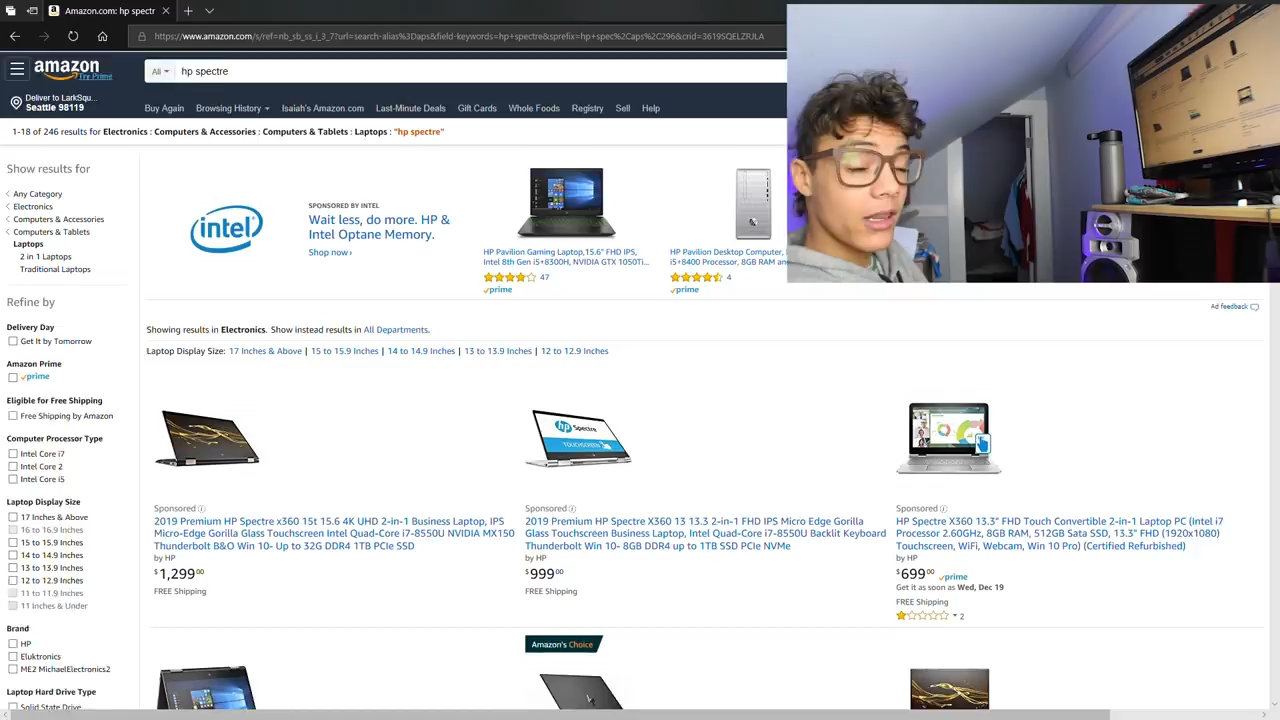 Amazon.com: hp spectr
https://www.amazon.com/s/ref=nb_sb_ss_i_3_7?url=search-alias%3Daps&field-keywords=hp+spectre&sprefix=hp+spec%2Caps%2C296&crid=3619SQELZRJLA
amazon
Try Prime
All
hp spectre
Deliver to LarkSqu...
Seattle 98119
Buy Again Browsing History Isaiah's Amazon.com Last-Minute Deals Gift Cards Whole Foods Registry Sell Help
1-18 of 246 results for Electronics : Computers & Accessories : Computers & Tablets : Laptops : "hp spectre"
Show results for
Any Category
Electronics
Computers & Accessories
Computers & Tablets
Laptops
2 in 1 Laptops
Traditional Laptops
Refine by
Delivery Day
Get It by Tomorrow
Amazon Prime
prime
Eligible for Free Shipping
Free Shipping by Amazon
Computer Processor Type
Intel Core i7
Intel Core 2
Intel Core i5
Laptop Display Size
17 Inches & Above
16 to 16.9 Inches
15 to 15.9 Inches
14 to 14.9 Inches
13 to 13.9 Inches
12 to 12.9 Inches
11 to 11.9 Inches
11 Inches & Under
Brand
HP
Eluktronics
ME2 MichaelElectronics2
Laptop Hard Drive Type
Solid State Drive
intel
SPONSORED BY INTEL
Wait less, do more. HP &
Intel Optane Memory.
Shop now ›
HP Pavilion Gaming Laptop,15.6" FHD IPS,
Intel 8th Gen i5+8300H, NVIDIA GTX 1050Ti...
47
prime
HP Pavilion Desktop Computer,
i5+8400 Processor, 8GB RAM an
4
prime
Ad feedback
Showing results in Electronics. Show instead results in All Departments.
Laptop Display Size: 17 Inches & Above | 15 to 15.9 Inches | 14 to 14.9 Inches | 13 to 13.9 Inches | 12 to 12.9 Inches
Sponsored
2019 Premium HP Spectre x360 15t 15.6 4K UHD 2-in-1 Business Laptop, IPS
Micro-Edge Gorilla Glass Touchscreen Intel Quad-Core i7-8550U NVIDIA MX150
Thunderbolt B&O Win 10- Up to 32G DDR4 1TB PCIe SSD
by HP
$1,299.00
FREE Shipping
hp Spectre
TOUCHSCREEN
Sponsored
2019 Premium HP Spectre X360 13 13.3 2-in-1 FHD IPS Micro Edge Gorilla
Glass Touchscreen Business Laptop, Intel Quad-Core i7-8550U Backlit Keyboard
Thunderbolt Win 10- 8GB DDR4 up to 1TB SSD PCIe NVMe
by HP
$999.00
FREE Shipping
Sponsored
HP Spectre X360 13.3" FHD Touch Convertible 2-in-1 Laptop PC (Intel i7
Processor 2.60GHz, 8GB RAM, 512GB Sata SSD, 13.3" FHD (1920x1080)
Touchscreen, WiFi, Webcam, Win 10 Pro) (Certified Refurbished)
by HP
$699.00 prime
Get it as soon as Wed, Dec 19
FREE Shipping
2
Amazon's Choice